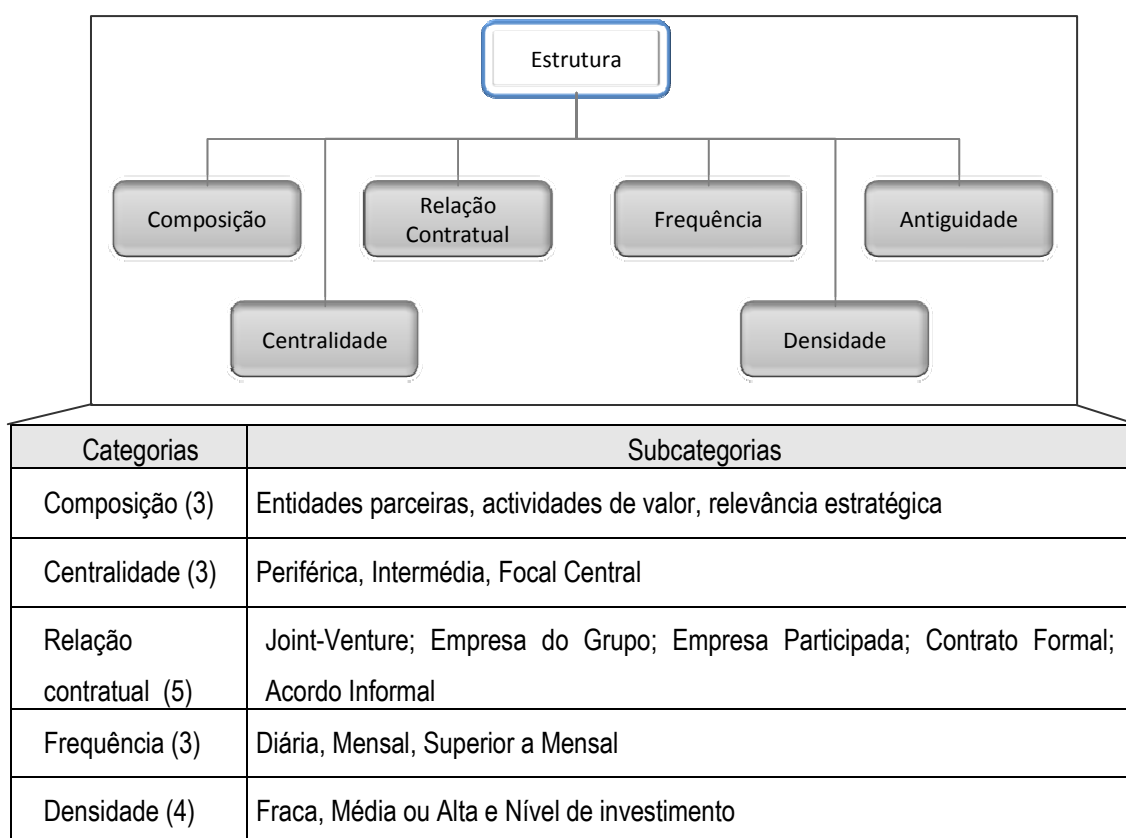 Estrutura
Composição
Relação
Contratual
Frequência
Antiguidade
Centralidade
Densidade
Categorias Subcategorias
Composição (3) Entidades parceiras, actividades de valor, relevância estratégica
Centralidade (3) Periférica, Intermédia, Focal Central
Relação
contratual (5)
Joint-Venture; Empresa do Grupo; Empresa Participada; Contrato Formal;
Acordo Informal
Frequência (3) Diária, Mensal, Superior a Mensal
Densidade (4) Fraca, Média ou Alta e Nível de investimento